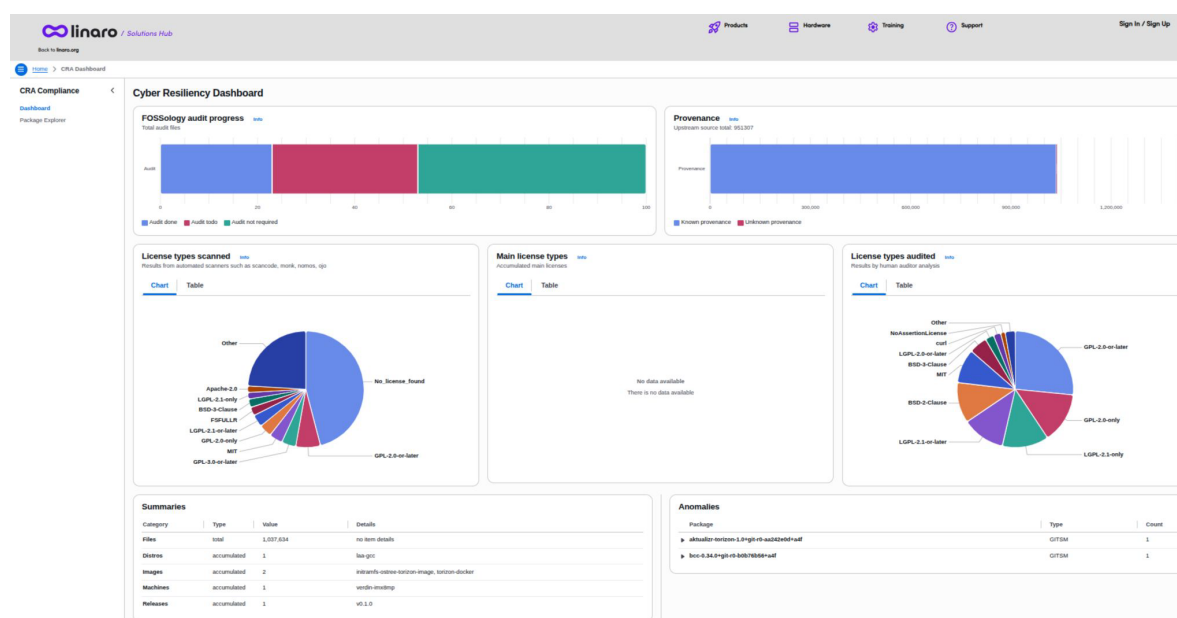 linaro / Solutions Hub
Products
Hardware
Training
Support
Sign In / Sign Up
Back to linaro.org
Home > CRA Dashboard
CRA Compliance
Dashboard
Package Explorer
Cyber Resiliency Dashboard
FOSSology audit progress Info
Total audit files
Audit
0 20 40 60 80 100
Audit done Audit todo Audit not required
Provenance Info
Upstream source total: 951307
Provenance
0 300,000 600,000 900,000 1,200,000
Known provenance Unknown provenance
License types scanned Info
Results from automated scanners such as scancode, monk, nomos, ojo
Chart Table
Other
Apache-2.0
LGPL-2.1-only
BSD-3-Clause
FSFULLR
LGPL-2.1-or-later
GPL-2.0-only
MIT
GPL-3.0-or-later
No_license_found
GPL-2.0-or-later
Main license types Info
Accumulated main licenses
Chart Table
No data available
There is no data available
License types audited Info
Results by human auditor analysis
Chart Table
Other
NoAssertionLicense
curl
LGPL-2.0-or-later
BSD-3-Clause
MIT
BSD-2-Clause
LGPL-2.1-or-later
GPL-2.0-or-later
GPL-2.0-only
LGPL-2.1-only
Summaries
Category Type Value Details
Files total 1,037,634 no item details
Distros accumulated 1 laa-gcc
Images accumulated 2 initramfs-ostree-torizon-image, torizon-docker
Machines accumulated 1 verdin-imx8mp
Releases accumulated 1 v0.1.0
Anomalies
Package Type Count
aktualizr-torizon-1.0+git-r0-aa242e0d+a4f GITSM 1
bcc-0.34.0+git-r0-b0b76b56+a4f GITSM 1